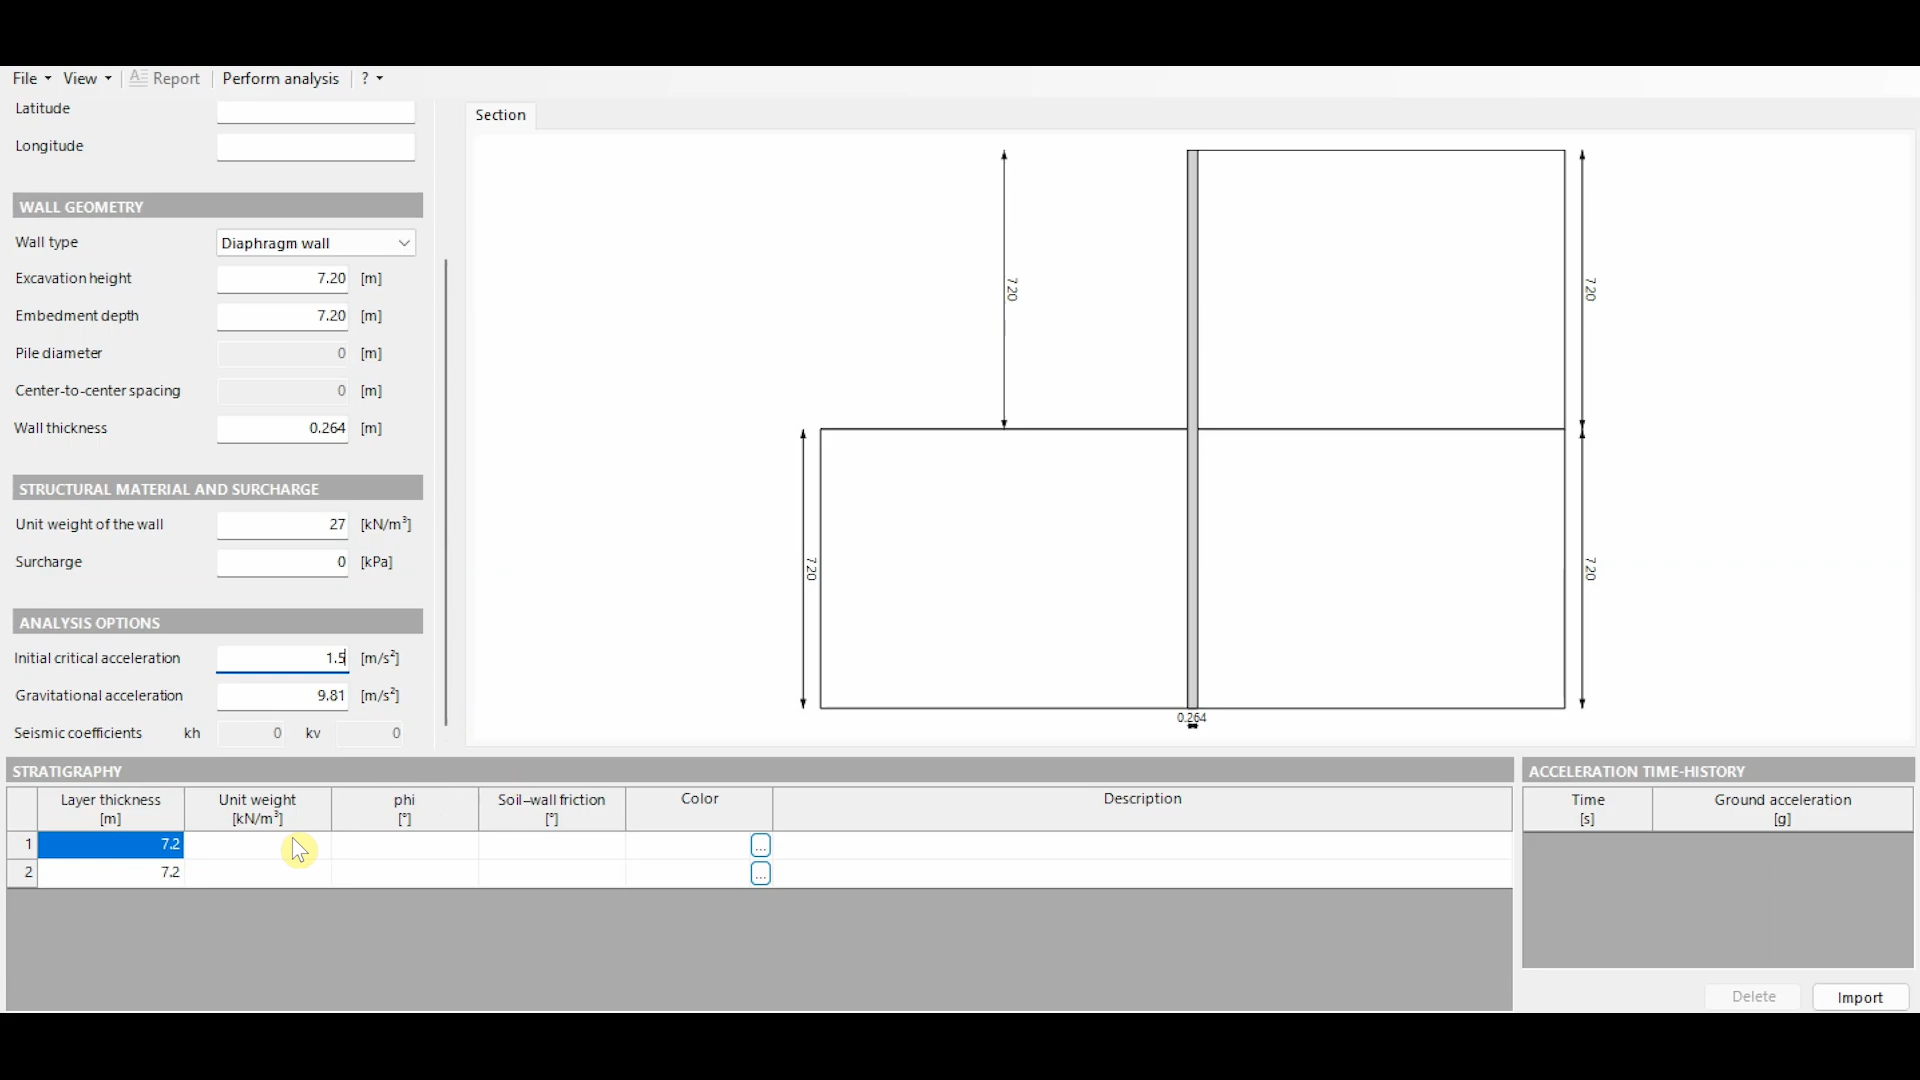 File View Report Perform analysis ?
Latitude
Longitude
WALL GEOMETRY
Wall type Diaphragm wall
Excavation height 7.20 [m]
Embedment depth 7.20 [m]
Pile diameter 0 [m]
Center-to-center spacing 0 [m]
Wall thickness 0.264 [m]
STRUCTURAL MATERIAL AND SURCHARGE
Unit weight of the wall 27 [kN/m³]
Surcharge 0 [kPa]
ANALYSIS OPTIONS
Initial critical acceleration 1.5 [m/s²]
Gravitational acceleration 9.81 [m/s²]
Seismic coefficients kh 0 kv 0
Section
7.20
7.20
7.20
7.20
0.264
STRATIGRAPHY
Layer thickness Unit weight phi Soil–wall friction Color Description
[m] [kN/m³] [°] [°]
1 7.2 ...
2 7.2 ...
ACCELERATION TIME-HISTORY
Time Ground acceleration
[s] [g]
Delete Import